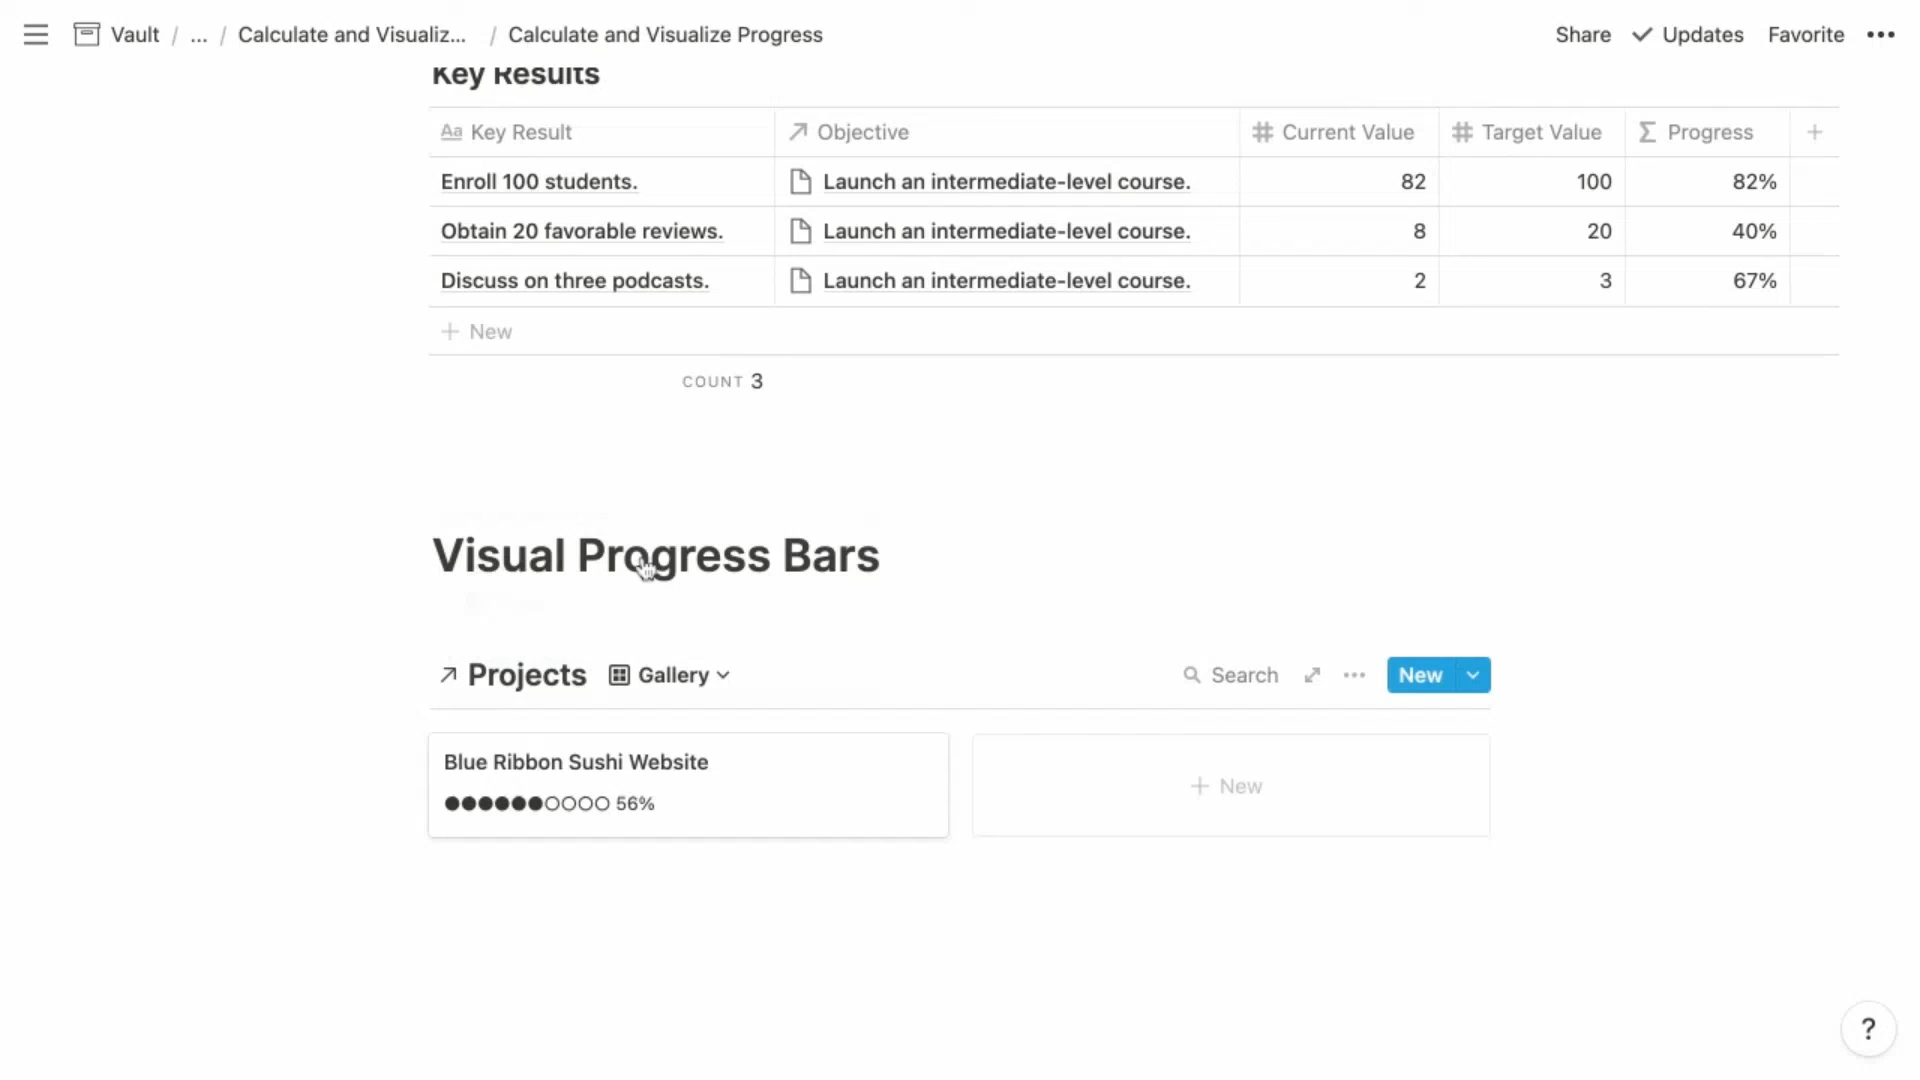 Vault / ... / Calculate and Visualiz... / Calculate and Visualize Progress Share Updates Favorite
Key Results
Aa Key Result Objective Current Value Target Value Σ Progress
Enroll 100 students. Launch an intermediate-level course. 82 100 82%
Obtain 20 favorable reviews. Launch an intermediate-level course. 8 20 40%
Discuss on three podcasts. Launch an intermediate-level course. 2 3 67%
+ New
COUNT 3
Visual Progress Bars
Projects Gallery Search New
Blue Ribbon Sushi Website
●●●●●●○○○○ 56%
+ New
?